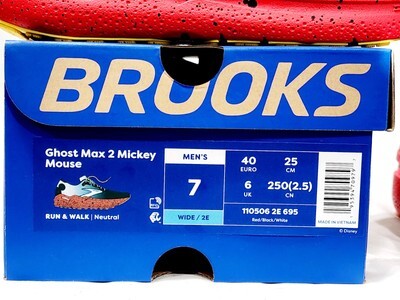 BROOKS
Ghost Max 2 Mickey
Mouse
RUN & WALK | Neutral
MEN'S
7
WIDE / 2E
40
EURO
25
CM
6
UK
250(2.5)
CN
110506 2E 695
Red/Black/White
MADE IN VIETNAM
© Disney